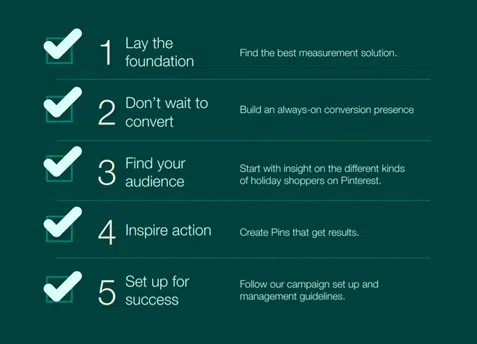 1
Lay the
foundation
Find the best measurement solution.
2
Don't wait to
convert
Build an always-on conversion presence
3
Find your
audience
Start with insight on the different kinds
of holiday shoppers on Pinterest.
4
Inspire action
Create Pins that get results.
5
Set up for
success
Follow our campaign set up and
management guidelines.